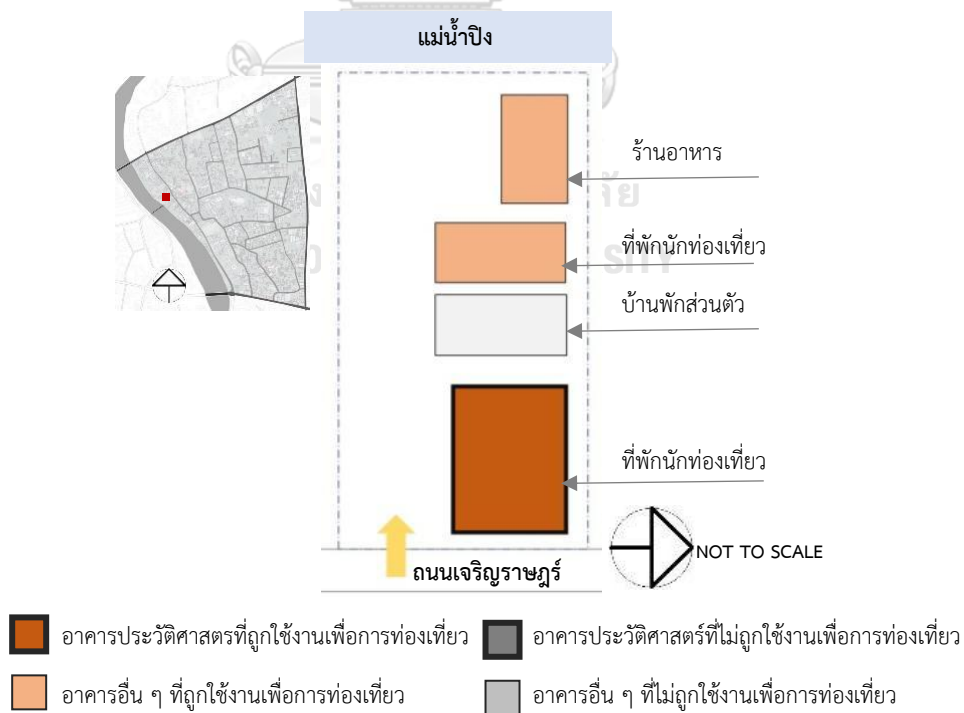 แม่น้ำปิง
ร้านอาหาร
ที่พักนักท่องเที่ยว
บ้านพักส่วนตัว
ที่พักนักท่องเที่ยว
NOT TO SCALE
ถนนเจริญราษฎร์
อาคารประวัติศาสตรที่ถูกใช้งานเพื่อการท่องเที่ยว อาคารประวัติศาสตร์ที่ไม่ถูกใช้งานเพื่อการท่องเที่ยว
อาคารอื่น ๆ ที่ถูกใช้งานเพื่อการท่องเที่ยว อาคารอื่น ๆ ที่ไม่ถูกใช้งานเพื่อการท่องเที่ยว